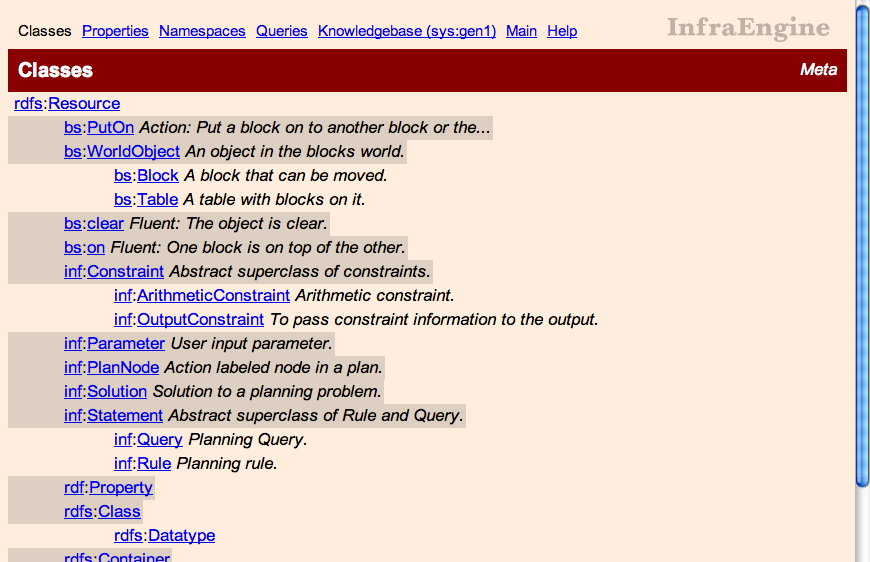 Classes Properties Namespaces Queries Knowledgebase (sys:gen1) Main Help InfraEngine
Classes Meta
rdfs:Resource
bs:PutOn Action: Put a block on to another block or the...
bs:WorldObject An object in the blocks world.
bs:Block A block that can be moved.
bs:Table A table with blocks on it.
bs:clear Fluent: The object is clear.
bs:on Fluent: One block is on top of the other.
inf:Constraint Abstract superclass of constraints.
inf:ArithmeticConstraint Arithmetic constraint.
inf:OutputConstraint To pass constraint information to the output.
inf:Parameter User input parameter.
inf:PlanNode Action labeled node in a plan.
inf:Solution Solution to a planning problem.
inf:Statement Abstract superclass of Rule and Query.
inf:Query Planning Query.
inf:Rule Planning rule.
rdf:Property
rdfs:Class
rdfs:Datatype
rdfs:Container